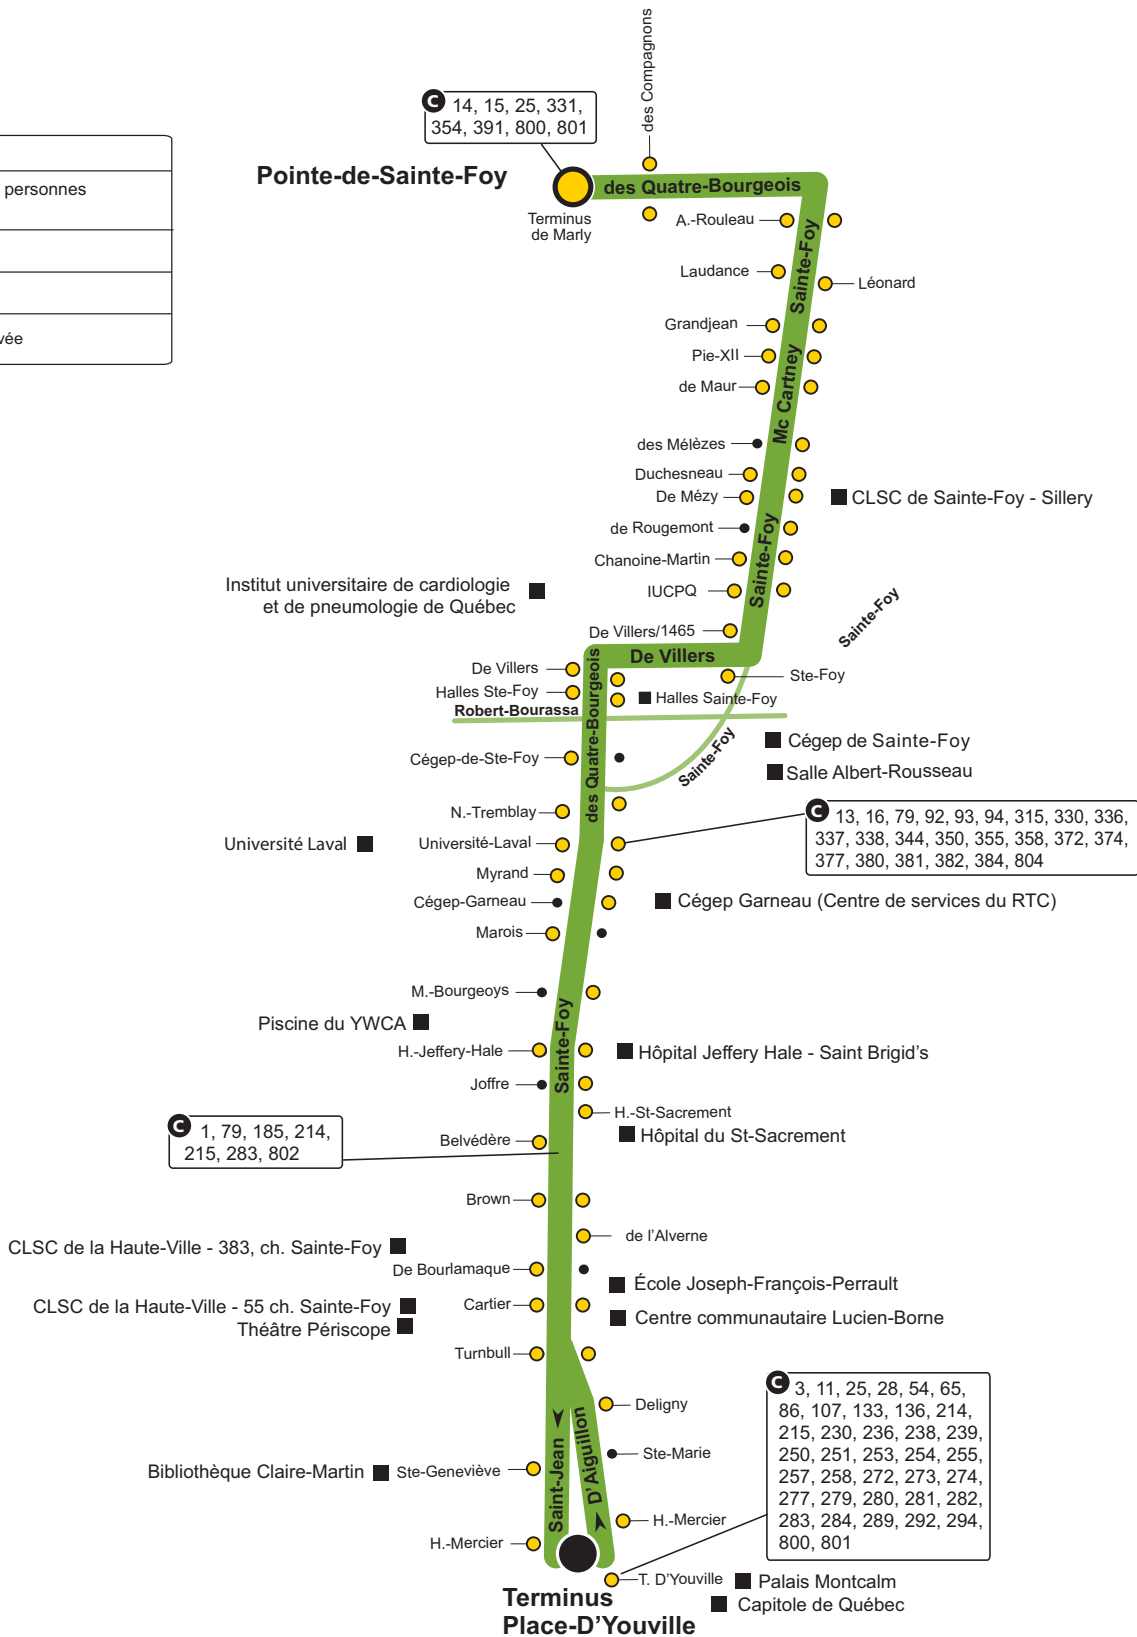 des Compagnons
C 14, 15, 25, 331,
354, 391, 800, 801
personnes
vée
Pointe-de-Sainte-Foy
des Quatre-Bourgeois
Terminus
de Marly
A.-Rouleau
Sainte-Foy
Laudance
Léonard
Grandjean
Pie-XII
Mc Cartney
de Maur
des Mélèzes
Duchesneau
De Mézy
CLSC de Sainte-Foy - Sillery
de Rougemont
Sainte-Foy
Chanoine-Martin
Institut universitaire de cardiologie
et de pneumologie de Québec
IUCPQ
Sainte-Foy
De Villers/1465
De Villers
De Villers
Ste-Foy
Halles Ste-Foy
Halles Sainte-Foy
Robert-Bourassa
des Quatre-Bourgeois
Sainte-Foy
Cégep de Sainte-Foy
Cégep-de-Ste-Foy
Salle Albert-Rousseau
N.-Tremblay
C 13, 16, 79, 92, 93, 94, 315, 330, 336,
337, 338, 344, 350, 355, 358, 372, 374,
377, 380, 381, 382, 384, 804
Université Laval
Université-Laval
Myrand
Cégep-Garneau
Cégep Garneau (Centre de services du RTC)
Marois
M.-Bourgeoys
Piscine du YWCA
Sainte-Foy
H.-Jeffery-Hale
Hôpital Jeffery Hale - Saint Brigid's
Joffre
H.-St-Sacrement
C 1, 79, 185, 214,
215, 283, 802
Belvédère
Hôpital du St-Sacrement
Brown
de l'Alverne
CLSC de la Haute-Ville - 383, ch. Sainte-Foy
De Bourlamaque
École Joseph-François-Perrault
CLSC de la Haute-Ville - 55 ch. Sainte-Foy
Cartier
Centre communautaire Lucien-Borne
Théâtre Périscope
Turnbull
C 3, 11, 25, 28, 54, 65,
86, 107, 133, 136, 214,
215, 230, 236, 238, 239,
250, 251, 253, 254, 255,
257, 258, 272, 273, 274,
277, 279, 280, 281, 282,
283, 284, 289, 292, 294,
800, 801
Deligny
Saint-Jean
D'Aiguillon
Ste-Marie
Bibliothèque Claire-Martin
Ste-Geneviève
H.-Mercier
H.-Mercier
T. D'Youville
Palais Montcalm
Terminus
Place-D'Youville
Capitole de Québec